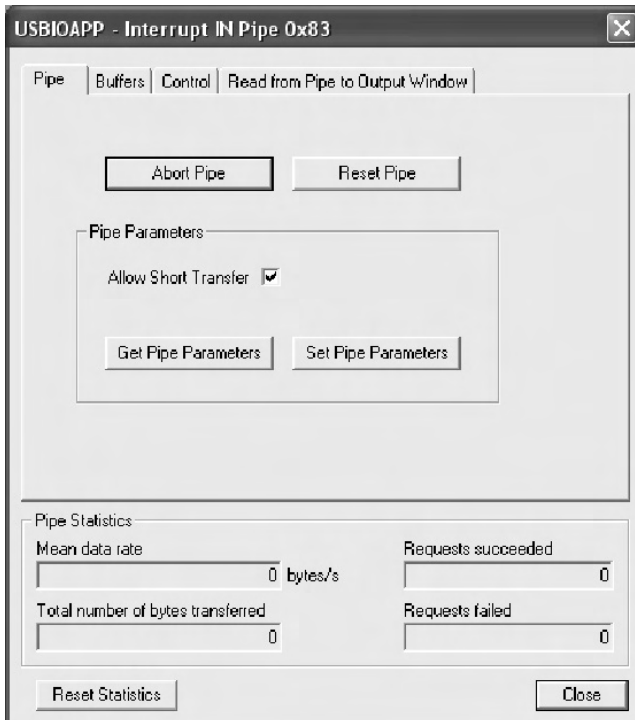 USBIOAPP - Interrupt IN Pipe 0x83
Pipe Buffers Control Read from Pipe to Output Window
Abort Pipe Reset Pipe
Pipe Parameters
Allow Short Transfer
Get Pipe Parameters Set Pipe Parameters
Pipe Statistics
Mean data rate Requests succeeded
0 bytes/s 0
Total number of bytes transferred Requests failed
0 0
Reset Statistics Close